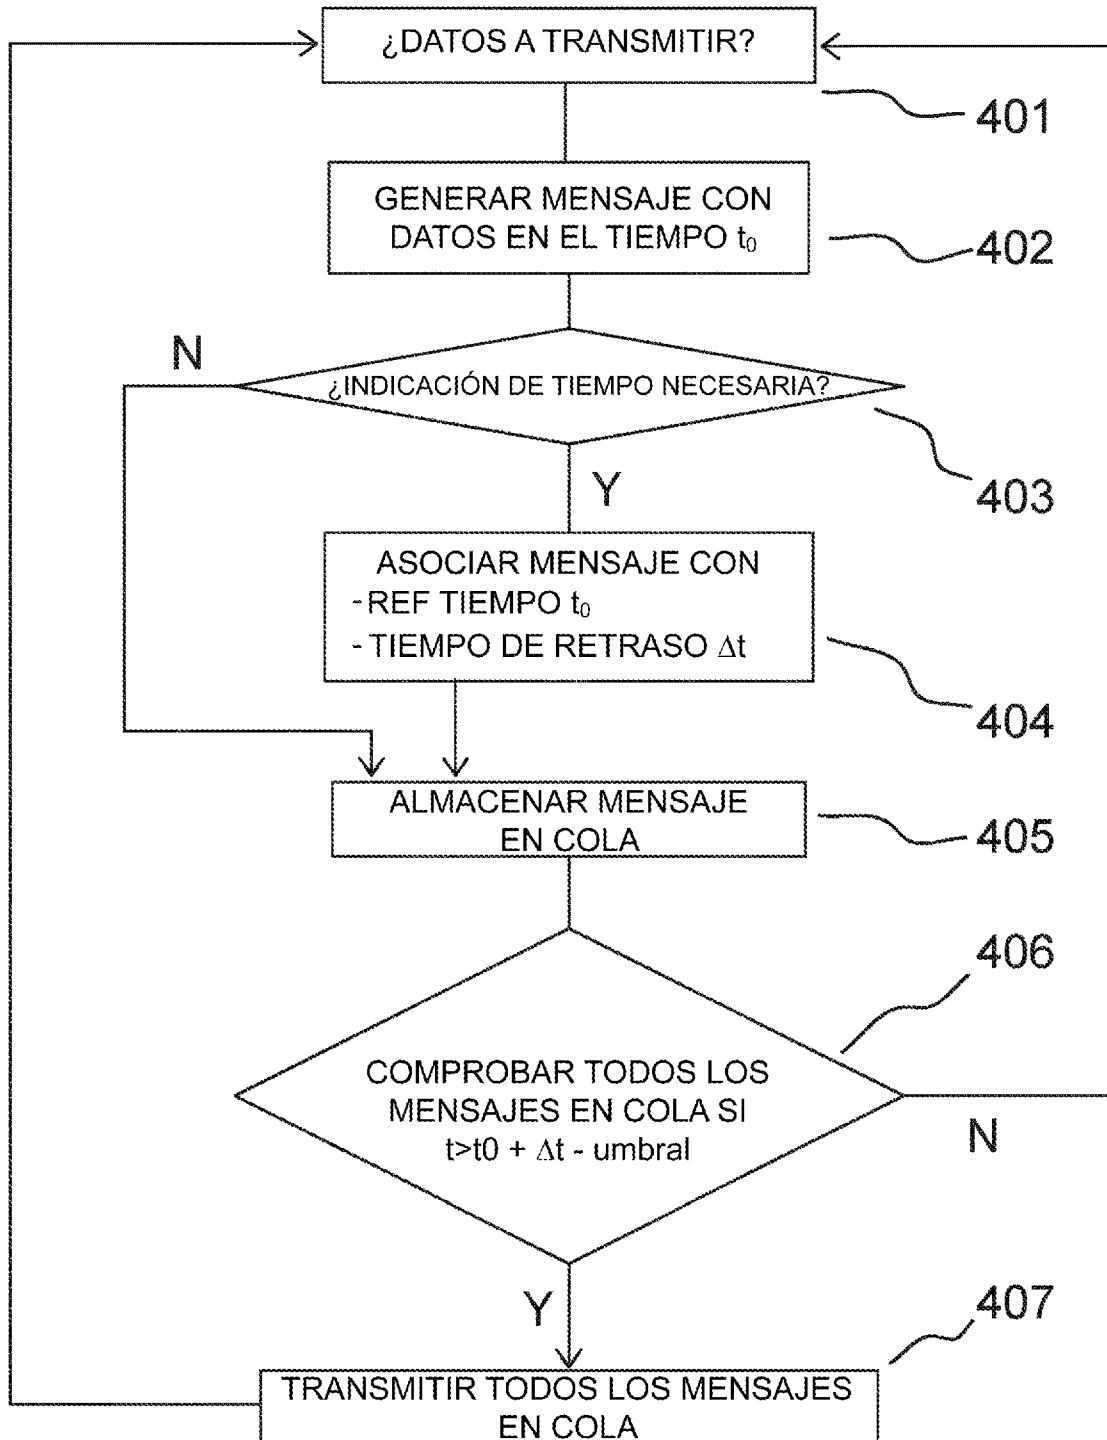 ¿DATOS A TRANSMITIR?
401
GENERAR MENSAJE CON
DATOS EN EL TIEMPO t₀
402
N
¿INDICACIÓN DE TIEMPO NECESARIA?
403
Y
ASOCIAR MENSAJE CON
- REF TIEMPO t₀
- TIEMPO DE RETRASO Δt
404
ALMACENAR MENSAJE
EN COLA
405
406
COMPROBAR TODOS LOS
MENSAJES EN COLA SI
t>t0 + Δt - umbral
N
Y
407
TRANSMITIR TODOS LOS MENSAJES
EN COLA